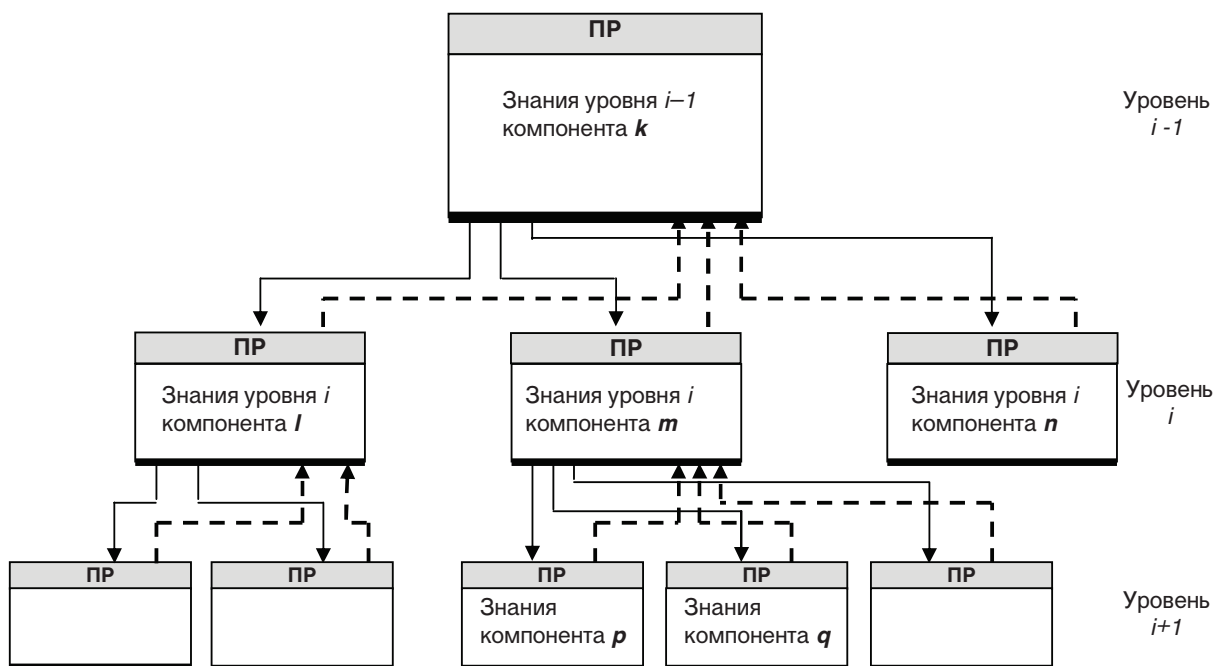 ПР
Знания уровня i–1
компонента k
Уровень
i -1
ПР
Знания уровня i
компонента l
ПР
Знания уровня i
компонента m
ПР
Знания уровня i
компонента n
Уровень
i
ПР
ПР
ПР
Знания
компонента p
ПР
Знания
компонента q
ПР
Уровень
i+1